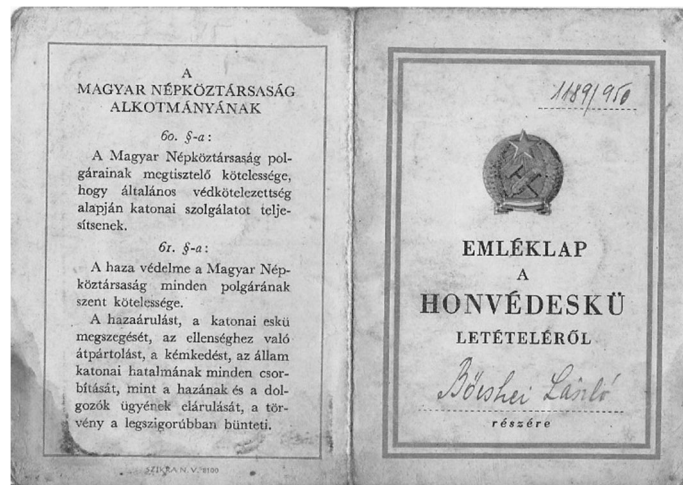 A
MAGYAR NÉPKÖZTÁRSASÁG
ALKOTMÁNYÁNAK
60. §-a:
A Magyar Népköztársaság pol-
gárainak megtisztelő kötelessége,
hogy általános védkötelezettség
alapján katonai szolgálatot telje-
sítsenek.
61. §-a:
A haza védelme a Magyar Nép-
köztársaság minden polgárának
szent kötelessége.
A hazaárulást, a katonai eskü
megszegését, az ellenséghez való
átpártolást, a kémkedést, az állam
katonai hatalmának minden csor-
bítását, mint a hazának és a dol-
gozók ügyének elárulását, a tör-
vény a legszigorúbban bünteti.
SZIKRA N. V. 8100
1189/950
EMLÉKLAP
A
HONVÉDESKÜ
LETÉTELÉRŐL
László
részére